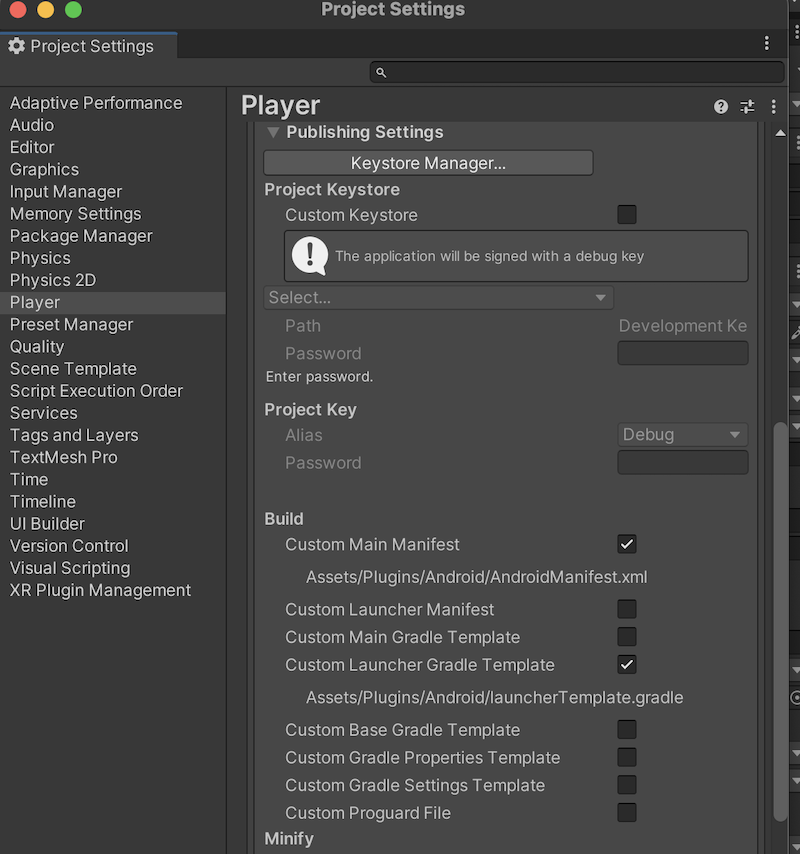 Project Settings
Project Settings
Adaptive Performance
Audio
Editor
Graphics
Input Manager
Memory Settings
Package Manager
Physics
Physics 2D
Player
Preset Manager
Quality
Scene Template
Script Execution Order
Services
Tags and Layers
TextMesh Pro
Time
Timeline
UI Builder
Version Control
Visual Scripting
XR Plugin Management
Player
Publishing Settings
Keystore Manager...
Project Keystore
Custom Keystore
The application will be signed with a debug key
Select...
Path Development Ke
Password
Enter password.
Project Key
Alias Debug
Password
Build
Custom Main Manifest
Assets/Plugins/Android/AndroidManifest.xml
Custom Launcher Manifest
Custom Main Gradle Template
Custom Launcher Gradle Template
Assets/Plugins/Android/launcherTemplate.gradle
Custom Base Gradle Template
Custom Gradle Properties Template
Custom Gradle Settings Template
Custom Proguard File
Minify